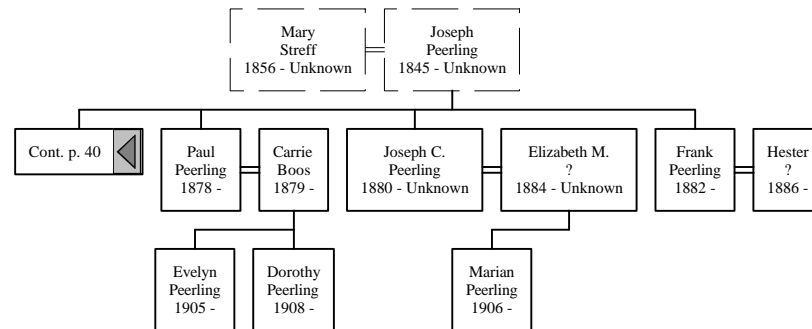 Mary
Streff
1856 - Unknown
Joseph
Peerling
1845 - Unknown
Cont. p. 40
Paul
Peerling
1878 -
Carrie
Boos
1879 -
Joseph C.
Peerling
1880 - Unknown
Elizabeth M.
?
1884 - Unknown
Frank
Peerling
1882 -
Hester
?
1886 -
Evelyn
Peerling
1905 -
Dorothy
Peerling
1908 -
Marian
Peerling
1906 -